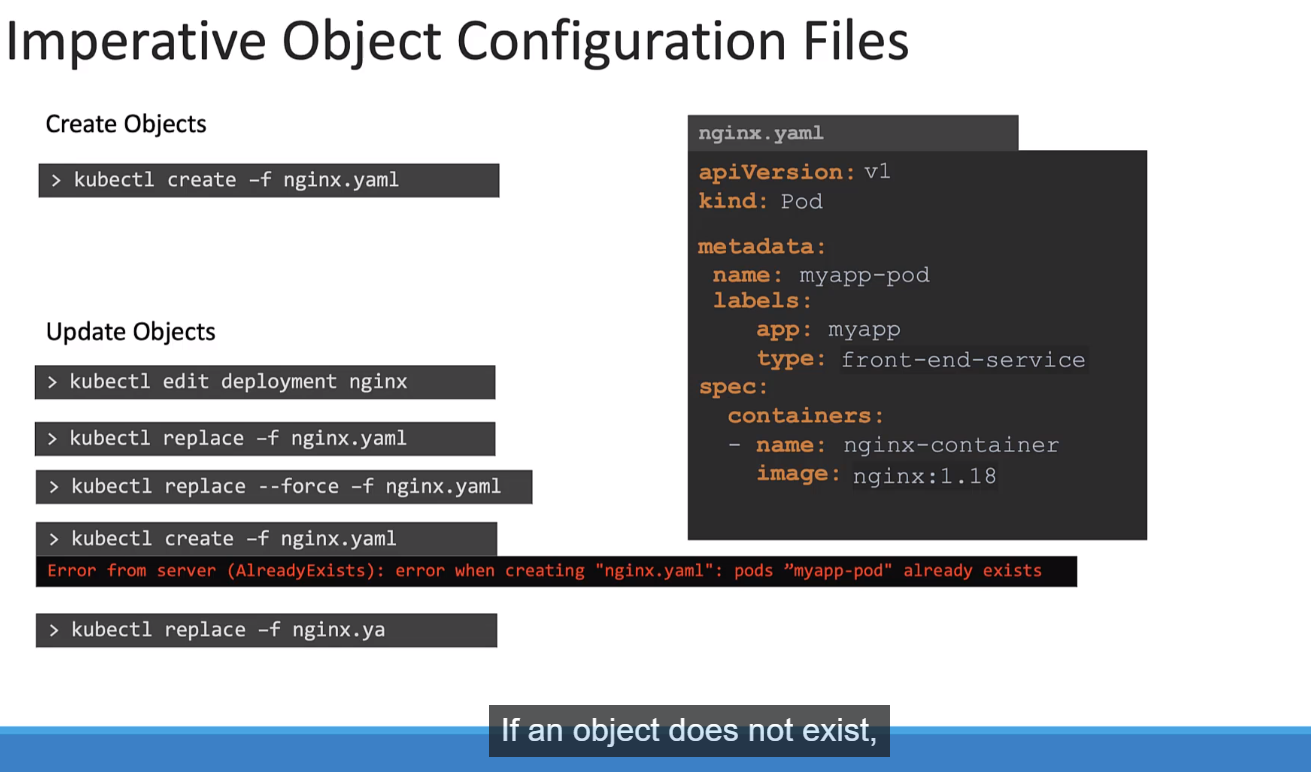 Imperative Object Configuration Files
Create Objects
> kubectl create –f nginx.yaml
Update Objects
> kubectl edit deployment nginx
> kubectl replace –f nginx.yaml
> kubectl replace --force –f nginx.yaml
> kubectl create –f nginx.yaml
Error from server (AlreadyExists): error when creating "nginx.yaml": pods ”myapp-pod" already exists
> kubectl replace –f nginx.ya
nginx.yaml
apiVersion: v1
kind: Pod
metadata:
name: myapp-pod
labels:
app: myapp
type: front-end-service
spec:
containers:
- name: nginx-container
image: nginx:1.18
If an object does not exist,